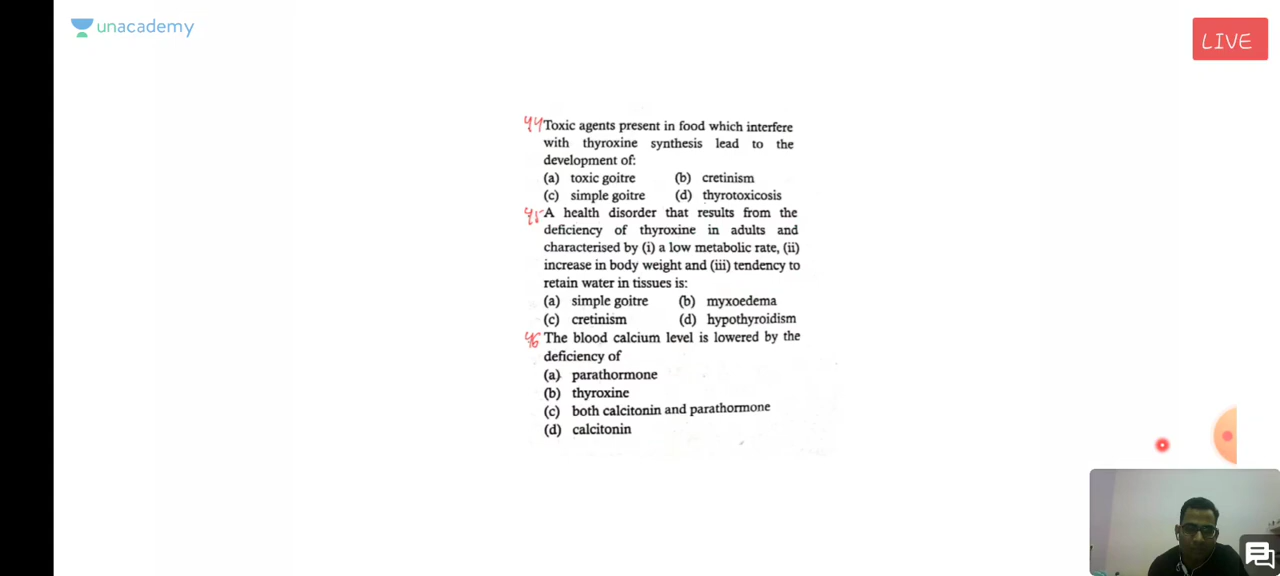 unacademy
LIVE
44 Toxic agents present in food which interfere
with thyroxine synthesis lead to the
development of:
(a) toxic goitre (b) cretinism
(c) simple goitre (d) thyrotoxicosis
45 A health disorder that results from the
deficiency of thyroxine in adults and
characterised by (i) a low metabolic rate, (ii)
increase in body weight and (iii) tendency to
retain water in tissues is:
(a) simple goitre (b) myxoedema
(c) cretinism (d) hypothyroidism
46 The blood calcium level is lowered by the
deficiency of
(a) parathormone
(b) thyroxine
(c) both calcitonin and parathormone
(d) calcitonin